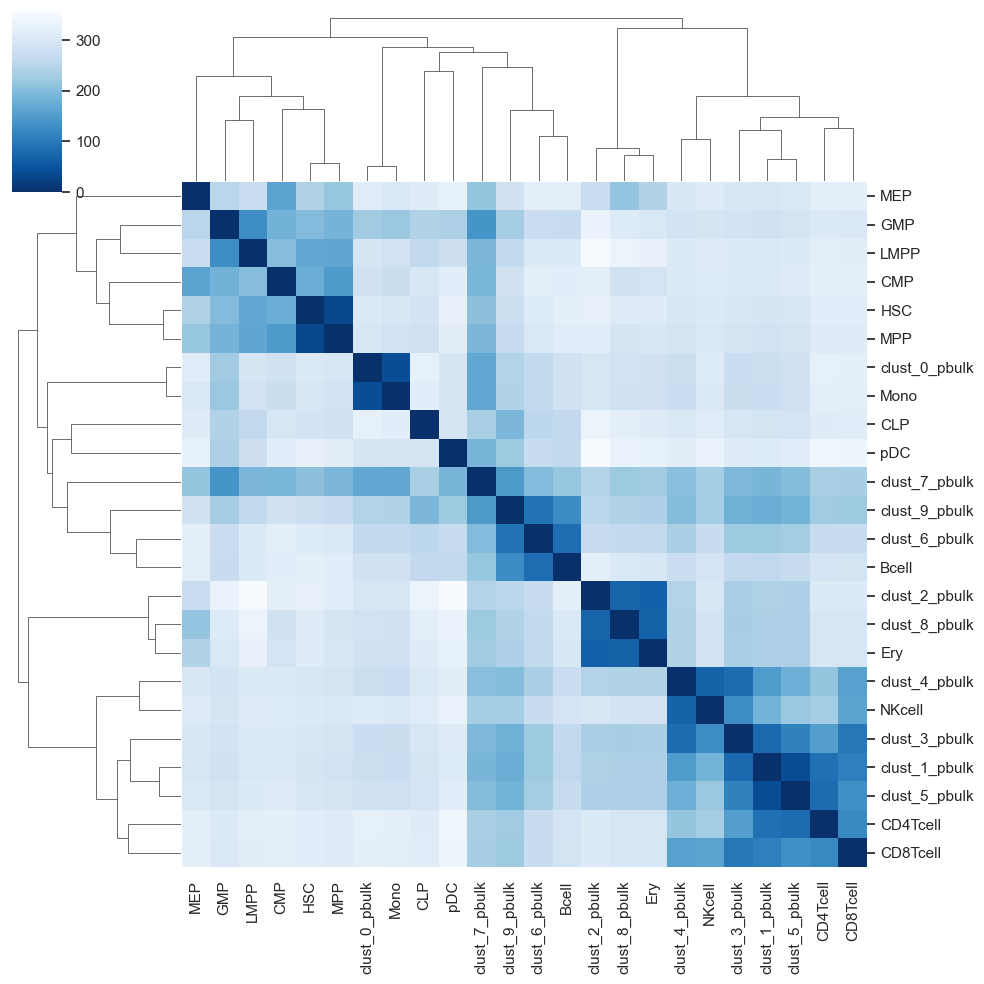 300
200
100
0
MEP
GMP
LMPP
CMP
HSC
MPP
clust_0_pbulk
Mono
CLP
pDC
clust_7_pbulk
clust_9_pbulk
clust_6_pbulk
Bcell
clust_2_pbulk
clust_8_pbulk
Ery
clust_4_pbulk
NKcell
clust_3_pbulk
clust_1_pbulk
clust_5_pbulk
CD4Tcell
CD8Tcell
MEP
GMP
LMPP
CMP
HSC
MPP
clust_0_pbulk
Mono
CLP
pDC
clust_7_pbulk
clust_9_pbulk
clust_6_pbulk
Bcell
clust_2_pbulk
clust_8_pbulk
Ery
clust_4_pbulk
NKcell
clust_3_pbulk
clust_1_pbulk
clust_5_pbulk
CD4Tcell
CD8Tcell